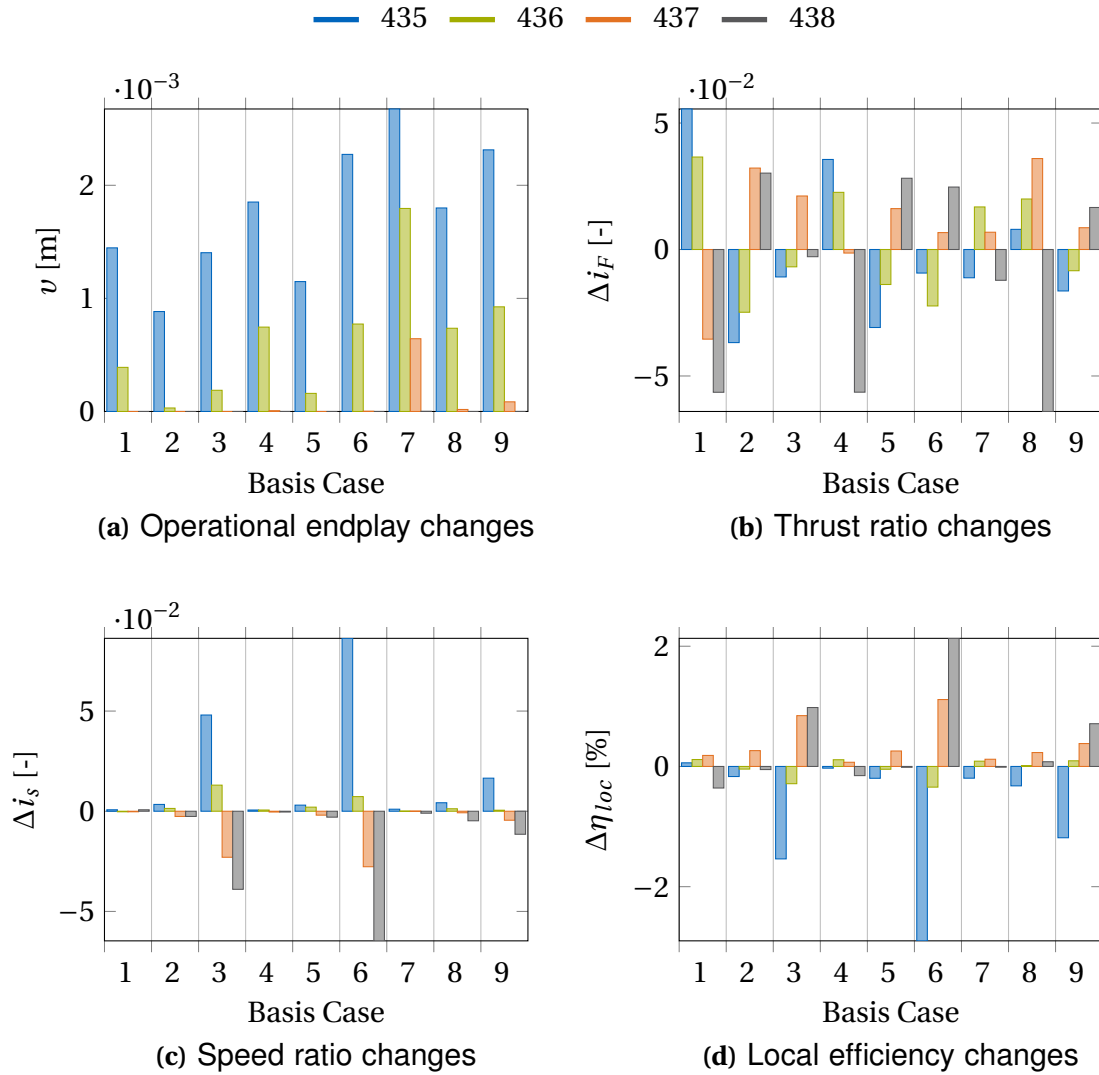 435 436 437 438
·10⁻³
2
1
0
υ [m]
1 2 3 4 5 6 7 8 9
Basis Case
(a) Operational endplay changes
·10⁻²
5
0
−5
Δi_F [-]
1 2 3 4 5 6 7 8 9
Basis Case
(b) Thrust ratio changes
·10⁻²
5
0
−5
Δi_s [-]
1 2 3 4 5 6 7 8 9
Basis Case
(c) Speed ratio changes
2
0
−2
Δη_loc [%]
1 2 3 4 5 6 7 8 9
Basis Case
(d) Local efficiency changes